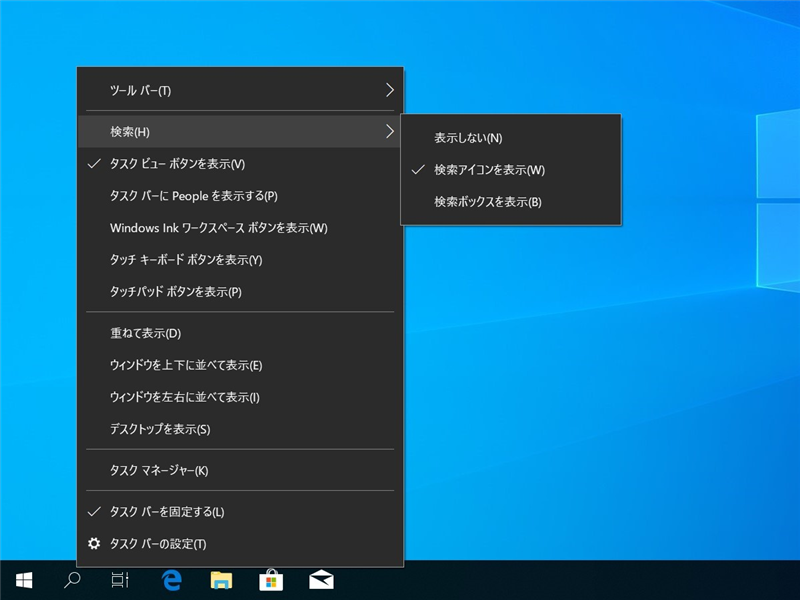 ツール バー(T)
検索(H)
タスク ビュー ボタンを表示(V)
タスク バーに People を表示する(P)
Windows Ink ワークスペース ボタンを表示(W)
タッチ キーボード ボタンを表示(Y)
タッチパッド ボタンを表示(P)
重ねて表示(D)
ウィンドウを上下に並べて表示(E)
ウィンドウを左右に並べて表示(I)
デスクトップを表示(S)
タスク マネージャー(K)
タスク バーを固定する(L)
タスク バーの設定(T)
表示しない(N)
検索アイコンを表示(W)
検索ボックスを表示(B)